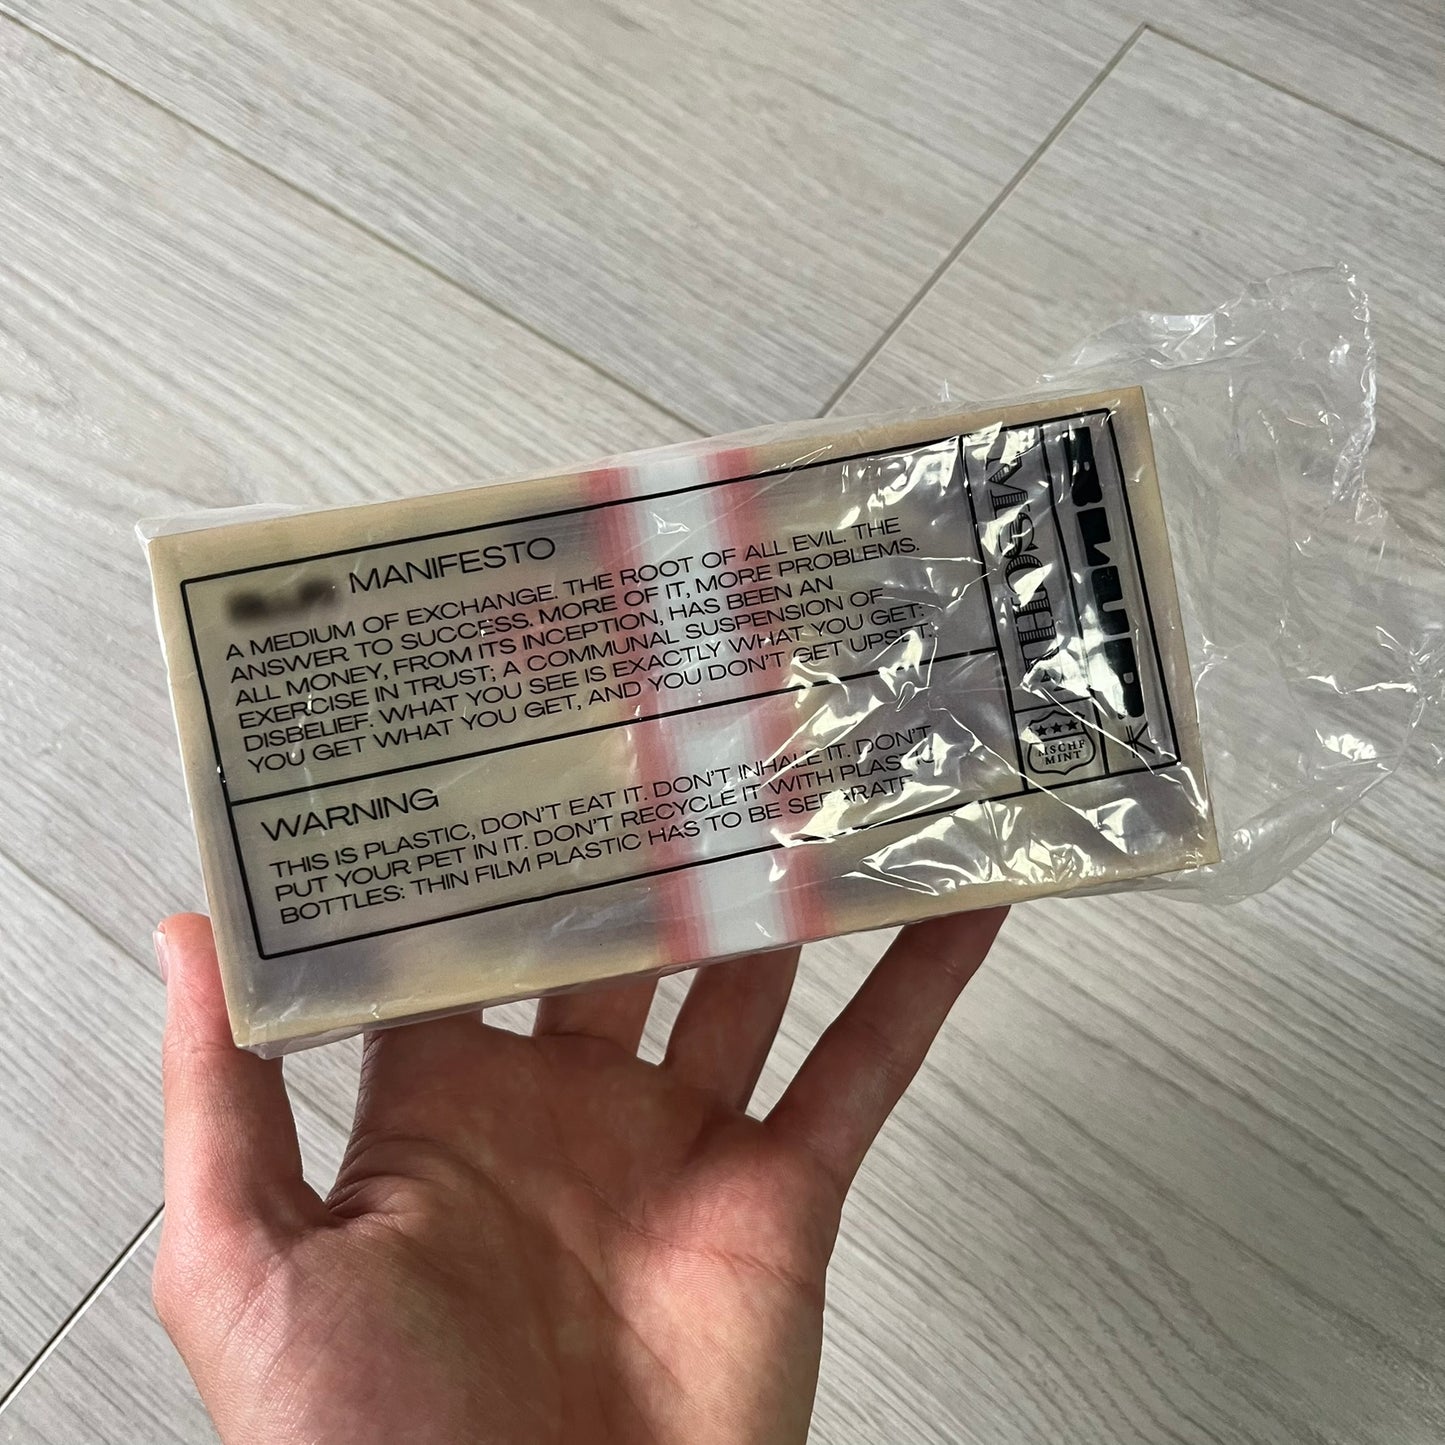 MANIFESTO
A MEDIUM OF EXCHANGE. THE ROOT OF ALL EVIL. THE
ANSWER TO SUCCESS. MORE OF IT, MORE PROBLEMS.
ALL MONEY, FROM ITS INCEPTION, HAS BEEN AN
EXERCISE IN TRUST; A COMMUNAL SUSPENSION OF
DISBELIEF. WHAT YOU SEE IS EXACTLY WHAT YOU GET:
YOU GET WHAT YOU GET, AND YOU DON'T GET UPSET.
WARNING
THIS IS PLASTIC, DON'T EAT IT. DON'T INHALE IT. DON'T
PUT YOUR PET IN IT. DON'T RECYCLE IT WITH PLASTIC
BOTTLES: THIN FILM PLASTIC HAS TO BE SEPARATE
MSCHF
MSCHF
MINT
BLUR
K